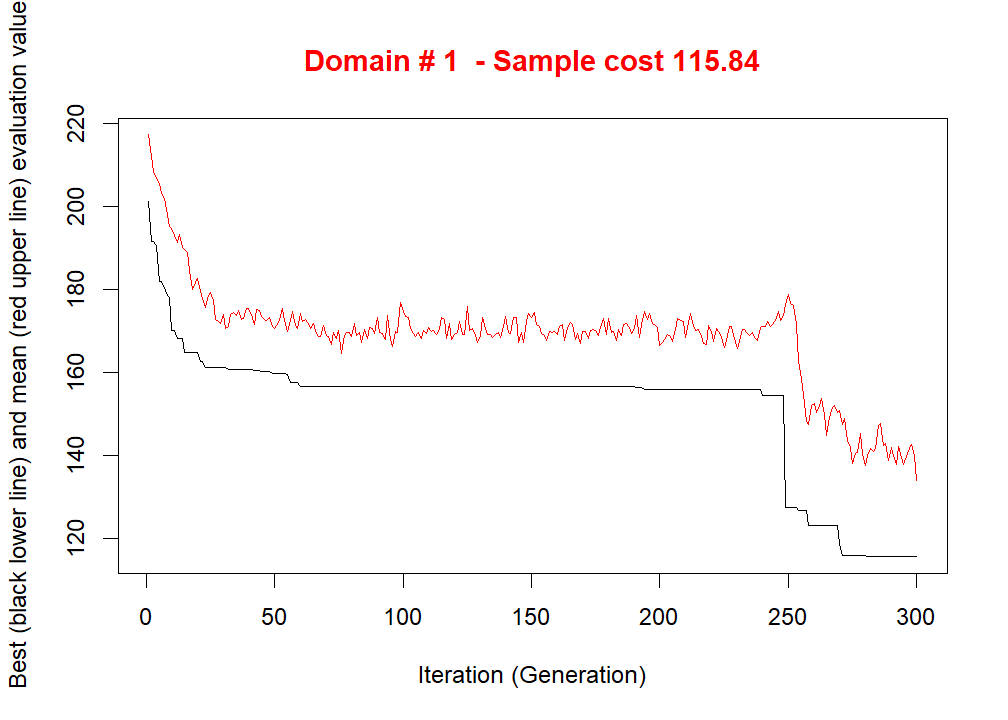 Domain # 1 - Sample cost 115.84
Best (black lower line) and mean (red upper line) evaluation value
220
200
180
160
140
120
0 50 100 150 200 250 300
Iteration (Generation)